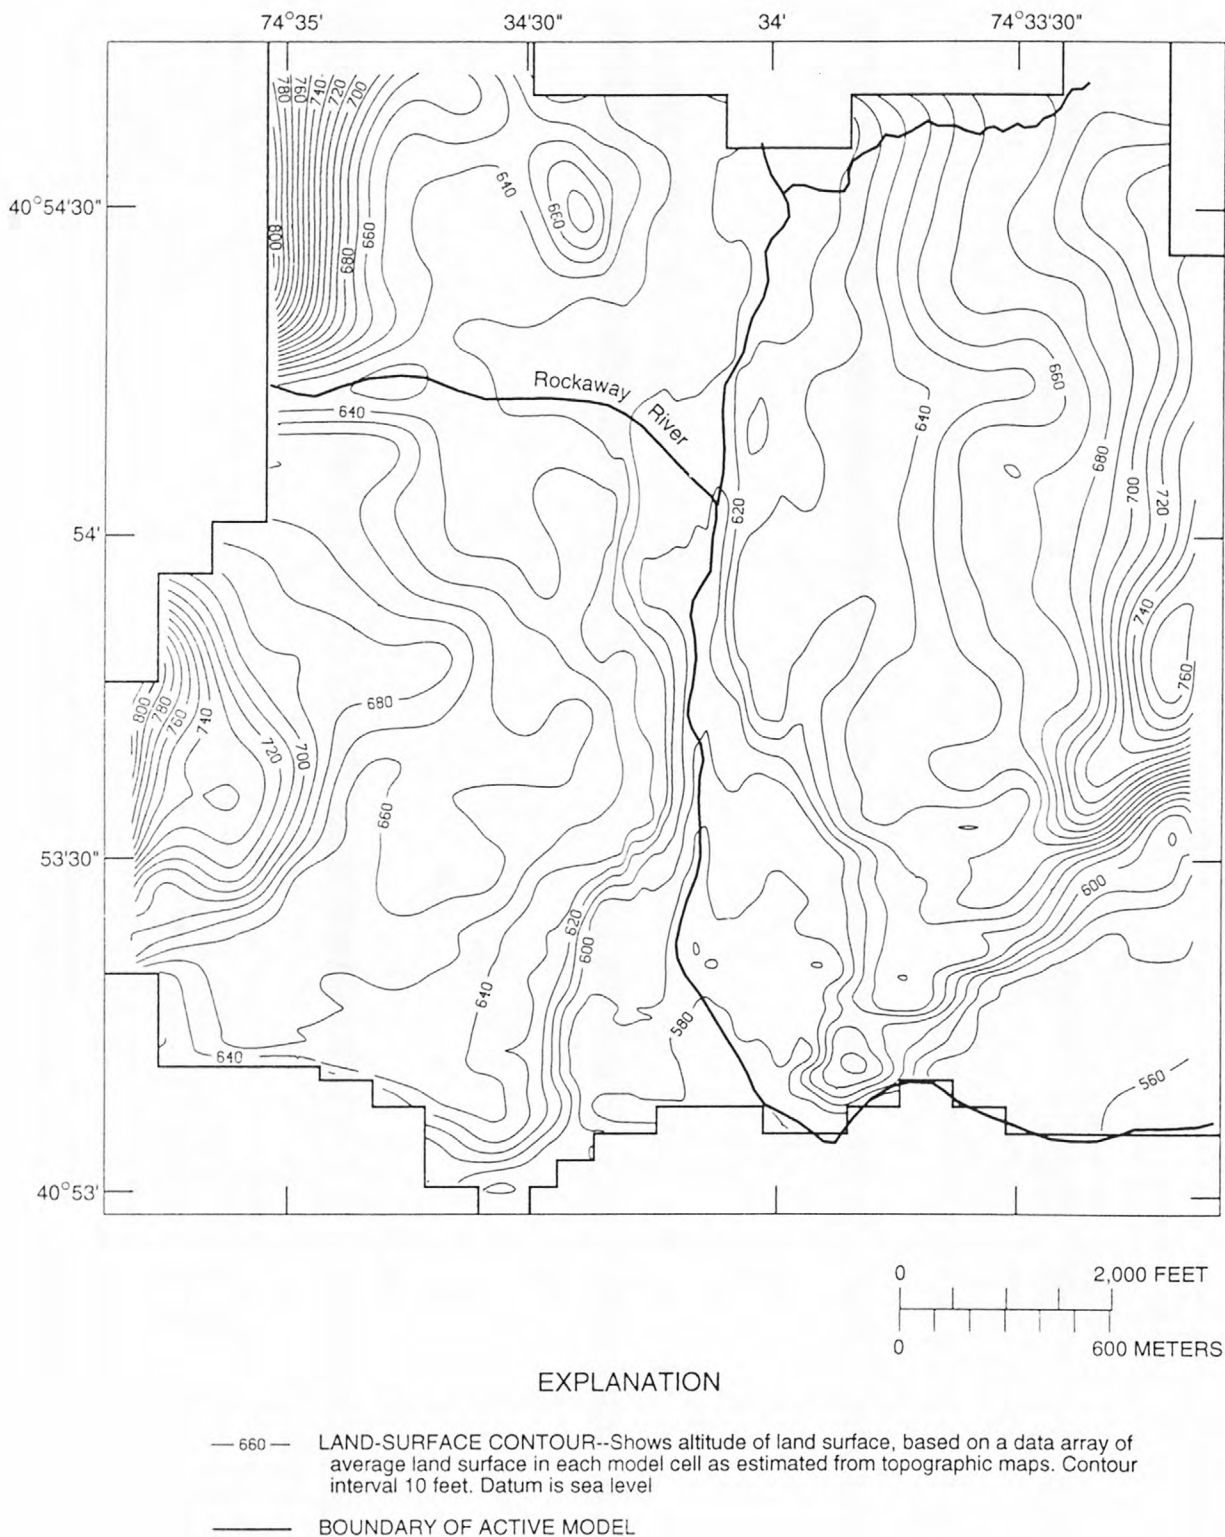 74°35' 34'30" 34' 74°33'30"
780 760 740 720 700
40°54'30"
640
660
800
680
660
660
Rockaway
River
640
640
680
620
700
720
54'
740
760
800 780 760 740
680
720
700
660
53'30"
600
620
600
640
580
640
560
40°53'
0 2,000 FEET
0 600 METERS
EXPLANATION
660 LAND-SURFACE CONTOUR--Shows altitude of land surface, based on a data array of
average land surface in each model cell as estimated from topographic maps. Contour
interval 10 feet. Datum is sea level
BOUNDARY OF ACTIVE MODEL